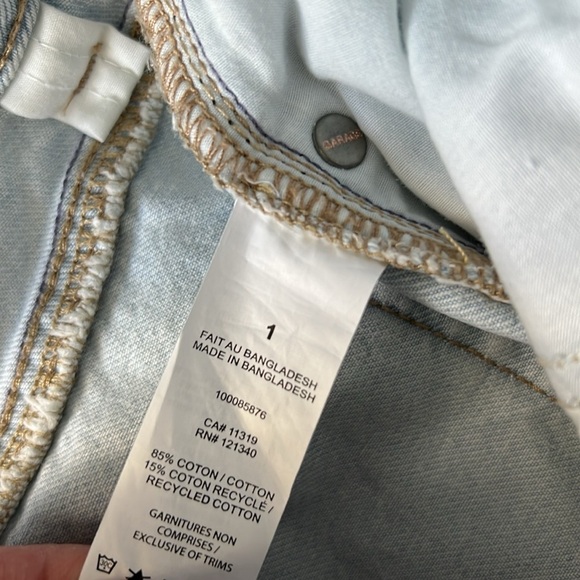 1
FAIT AU BANGLADESH
MADE IN BANGLADESH
100085876
CA# 11319
RN# 121340
85% COTON / COTTON
15% COTON RECYCLÉ /
RECYCLED COTTON
GARNITURES NON
COMPRISES /
EXCLUSIVE OF TRIMS